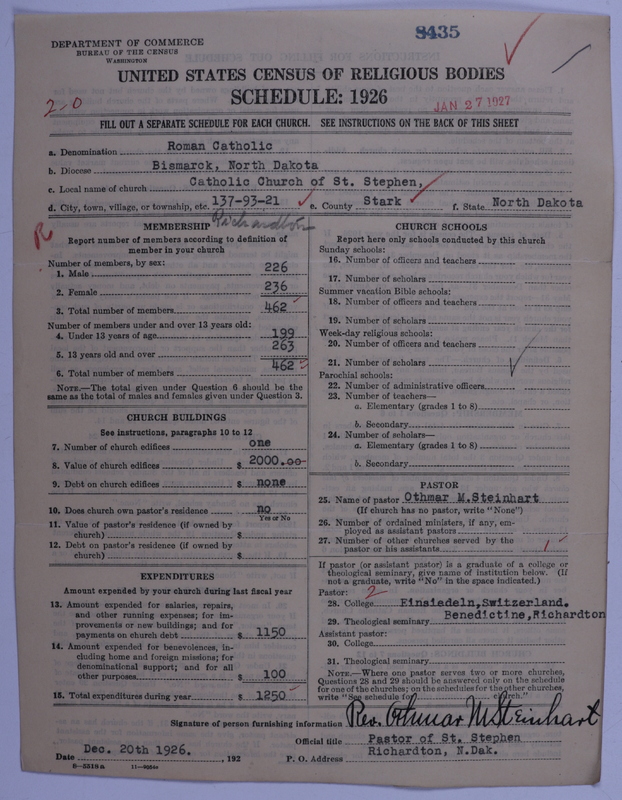 8435
DEPARTMENT OF COMMERCE
BUREAU OF THE CENSUS
WASHINGTON
UNITED STATES CENSUS OF RELIGIOUS BODIES
SCHEDULE: 1926
2-0
JAN 27 1927
FILL OUT A SEPARATE SCHEDULE FOR EACH CHURCH. SEE INSTRUCTIONS ON THE BACK OF THIS SHEET
a. Denomination Roman Catholic
b. Diocese Bismarck, North Dakota
c. Local name of church Catholic Church of St. Stephen,
d. City, town, village, or township, etc. 137-93-21 e. County Stark f. State North Dakota
Richardton
R
MEMBERSHIP
Report number of members according to definition of
member in your church
Number of members, by sex:
1. Male 226
2. Female 236
3. Total number of members 462
Number of members under and over 13 years old:
4. Under 13 years of age 199
5. 13 years old and over 263
6. Total number of members 462
NOTE.—The total given under Question 6 should be the
same as the total of males and females given under Question 3.
CHURCH BUILDINGS
See instructions, paragraphs 10 to 12
7. Number of church edifices one
8. Value of church edifices $ 2000.00
9. Debt on church edifices $ none
10. Does church own pastor's residence no
Yes or No
11. Value of pastor's residence (if owned by
church) $
12. Debt on pastor's residence (if owned by
church) $
EXPENDITURES
Amount expended by your church during last fiscal year
13. Amount expended for salaries, repairs,
and other running expenses; for im-
provements or new buildings; and for
payments on church debt $ 1150
14. Amount expended for benevolences, in-
cluding home and foreign missions; for
denominational support; and for all
other purposes $ 100
15. Total expenditures during year $ 1250
CHURCH SCHOOLS
Report here only schools conducted by this church
Sunday schools:
16. Number of officers and teachers
17. Number of scholars
Summer vacation Bible schools:
18. Number of officers and teachers
19. Number of scholars
Week-day religious schools:
20. Number of officers and teachers
21. Number of scholars
Parochial schools:
22. Number of administrative officers
23. Number of teachers—
a. Elementary (grades 1 to 8)
b. Secondary
24. Number of scholars—
a. Elementary (grades 1 to 8)
b. Secondary
PASTOR
25. Name of pastor Othmar M.Steinhart
(If church has no pastor, write "None")
26. Number of ordained ministers, if any, em-
ployed as assistant pastors
27. Number of other churches served by the
pastor or his assistants 1
If pastor (or assistant pastor) is a graduate of a college or
theological seminary, give name of institution below. (If
not a graduate, write "No" in the space indicated.)
Pastor: 2
28. College Einsiedeln,Switzerland.
29. Theological seminary Benedictine,Richardton
Assistant pastor:
30. College
31. Theological seminary
NOTE.—Where one pastor serves two or more churches,
Questions 28 and 29 should be answered only on the schedule
for one of the churches; on the schedules for the other churches,
write "See schedule for church."
Signature of person furnishing information Rev. Othmar M Steinhart
Official title Pastor of St. Stephen
Date Dec. 20th 1926. , 192 P. O. Address Richardton, N.Dak.